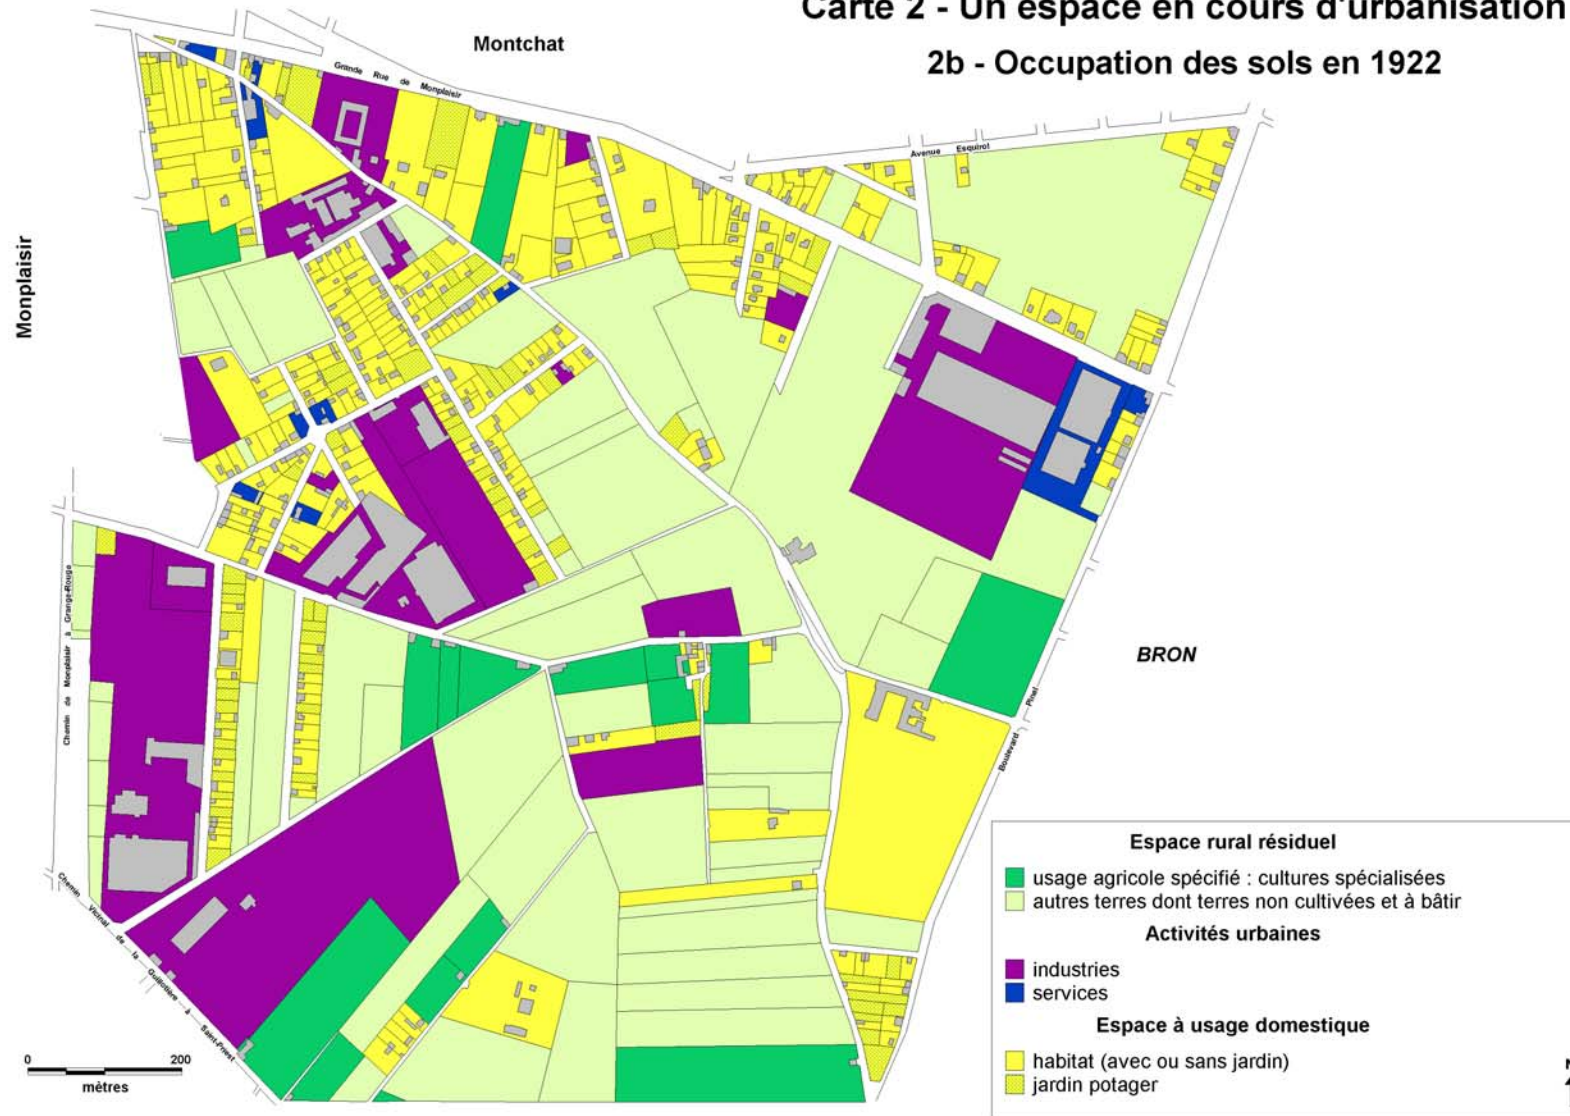 Carte 2 - Un espace en cours d'urbanisation
2b - Occupation des sols en 1922
Montchat
Grande Rue de Monplaisir
Avenue Esquirol
Monplaisir
Chemin de Monplaisir à Grange-Rouge
BRON
Boulevard Pinel
Chemin Vicinal de la Guillotière à Saint-Priest
0 200
mètres
Espace rural résiduel
usage agricole spécifié : cultures spécialisées
autres terres dont terres non cultivées et à bâtir
Activités urbaines
industries
services
Espace à usage domestique
habitat (avec ou sans jardin)
jardin potager